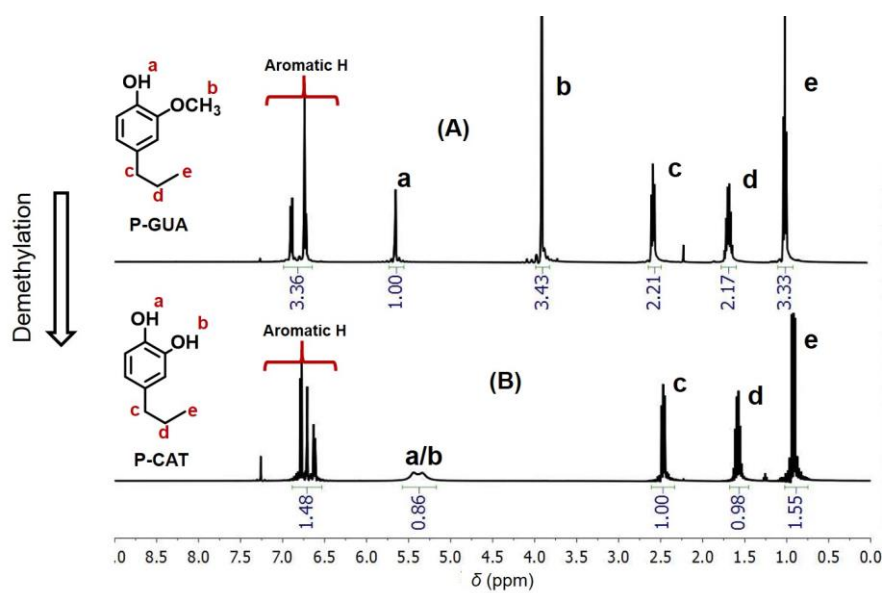 Demethylation
a
OH
b
OCH3
c
e
d
P-GUA
Aromatic H
(A)
a
b
c
d
e
3.36
1.00
3.43
2.21
2.17
3.33
a
OH
b
OH
c
e
d
P-CAT
Aromatic H
(B)
a/b
c
d
e
1.48
0.86
1.00
0.98
1.55
.0 8.5 8.0 7.5 7.0 6.5 6.0 5.5 5.0 4.5 4.0 3.5 3.0 2.5 2.0 1.5 1.0 0.5 0.0
δ (ppm)